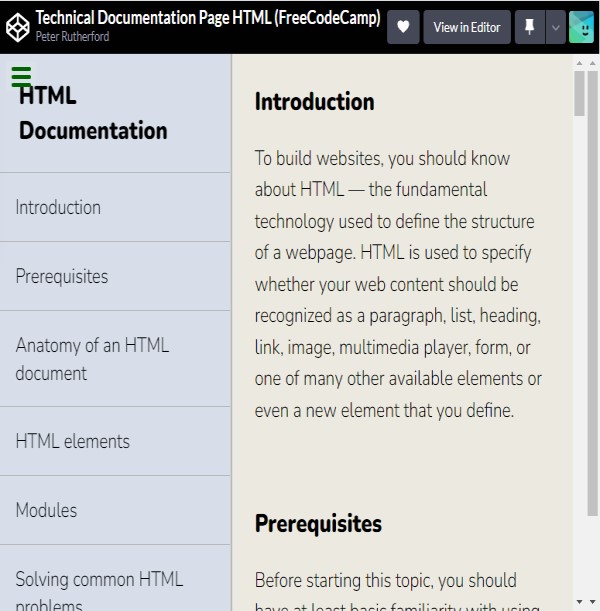 Technical Documentation Page HTML (FreeCodeCamp)
Peter Rutherford
View in Editor
HTML
Documentation
Introduction
Prerequisites
Anatomy of an HTML
document
HTML elements
Modules
Solving common HTML
problems
Introduction
To build websites, you should know
about HTML — the fundamental
technology used to define the structure
of a webpage. HTML is used to specify
whether your web content should be
recognized as a paragraph, list, heading,
link, image, multimedia player, form, or
one of many other available elements or
even a new element that you define.
Prerequisites
Before starting this topic, you should
have at least basic familiarity with using